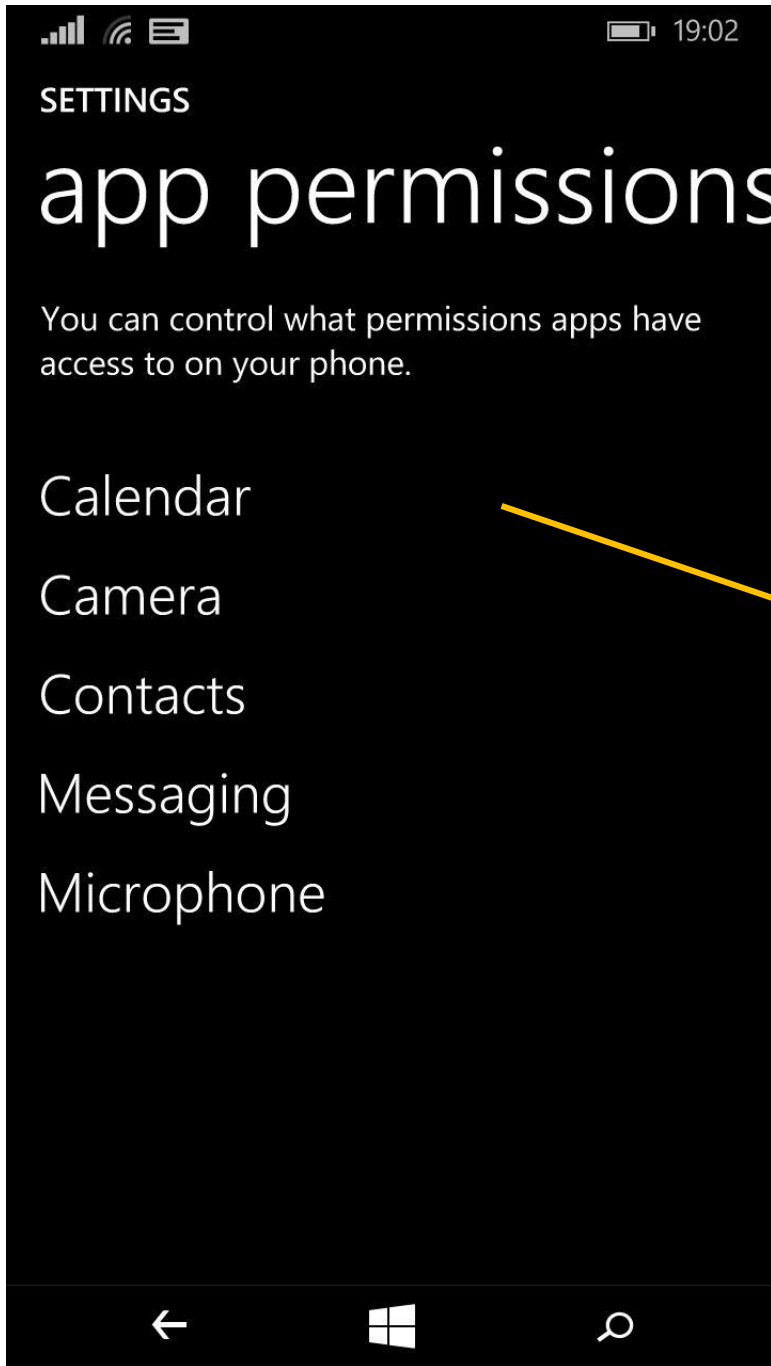 19:02
SETTINGS
app permissions
You can control what permissions apps have
access to on your phone.
Calendar
Camera
Contacts
Messaging
Microphone